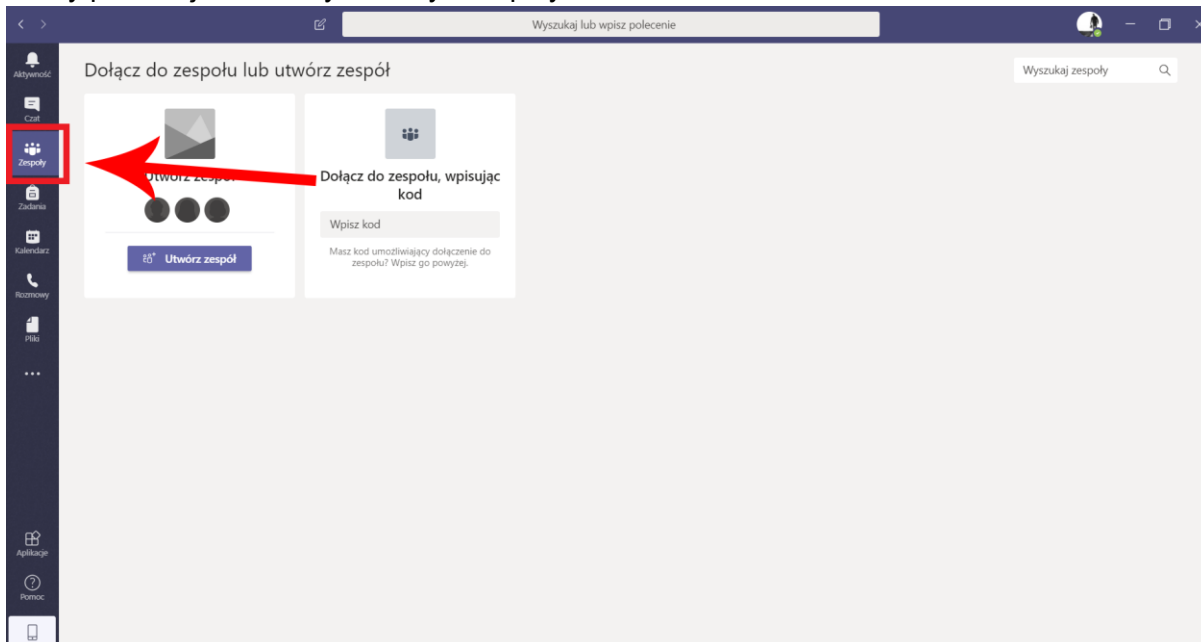 Wyszukaj lub wpisz polecenie
Aktywność
Czat
Zespoły
Zadania
Kalendarz
Rozmowy
Pliki
Aplikacje
Pomoc
Dołącz do zespołu lub utwórz zespół
Wyszukaj zespoły
Utwórz zespół
Dołącz do zespołu, wpisując
kod
Wpisz kod
Masz kod umożliwiający dołączenie do
zespołu? Wpisz go powyżej.